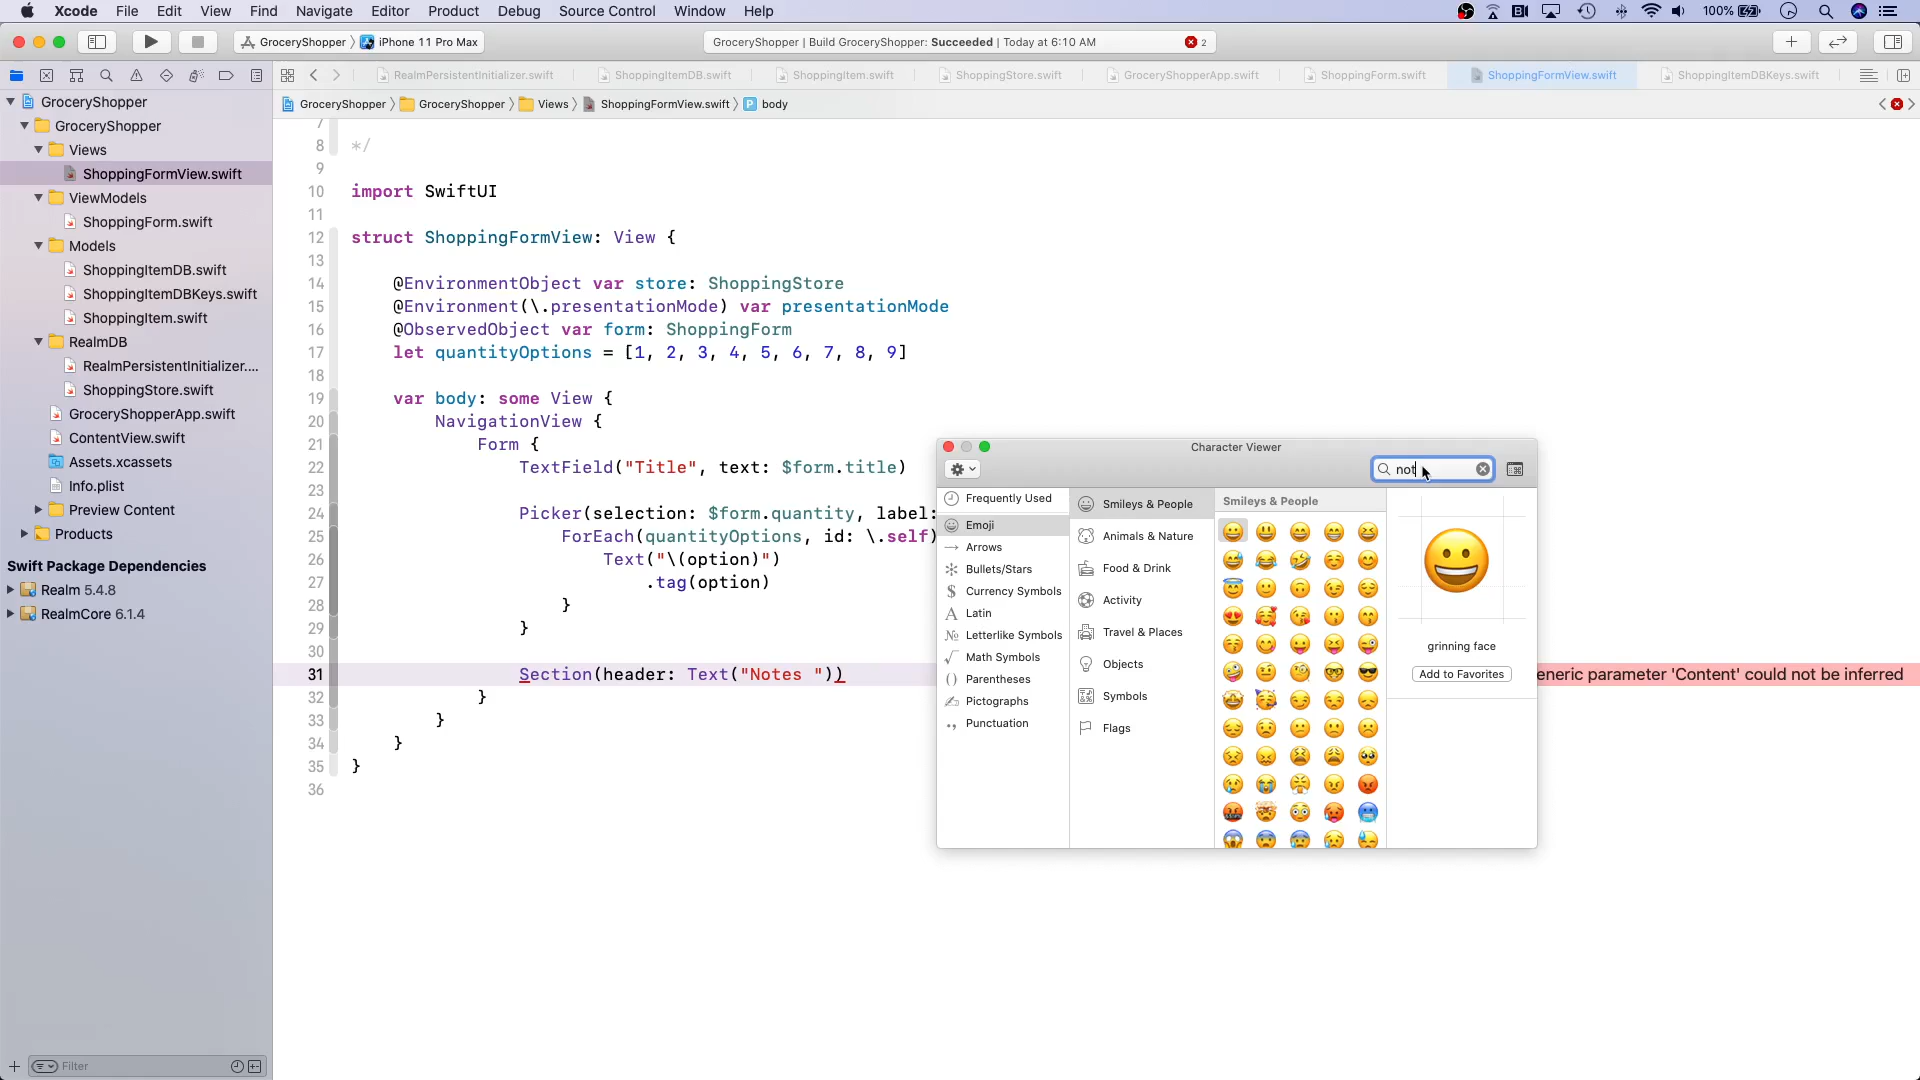 Xcode File Edit View Find Navigate Editor Product Debug Source Control Window Help 100%
GroceryShopper iPhone 11 Pro Max GroceryShopper | Build GroceryShopper: Succeeded | Today at 6:10 AM 2
RealmPersistentInitializer.swift ShoppingItemDB.swift ShoppingItem.swift ShoppingStore.swift GroceryShopperApp.swift ShoppingForm.swift ShoppingFormView.swift ShoppingItemDBKeys.swift
GroceryShopper GroceryShopper Views ShoppingFormView.swift P body
GroceryShopper
GroceryShopper
Views
ShoppingFormView.swift
ViewModels
ShoppingForm.swift
Models
ShoppingItemDB.swift
ShoppingItemDBKeys.swift
ShoppingItem.swift
RealmDB
RealmPersistentInitializer....
ShoppingStore.swift
GroceryShopperApp.swift
ContentView.swift
Assets.xcassets
Info.plist
Preview Content
Products
Swift Package Dependencies
Realm 5.4.8
RealmCore 6.1.4
Filter
7
8 */
9
10 import SwiftUI
11
12 struct ShoppingFormView: View {
13
14 @EnvironmentObject var store: ShoppingStore
15 @Environment(\.presentationMode) var presentationMode
16 @ObservedObject var form: ShoppingForm
17 let quantityOptions = [1, 2, 3, 4, 5, 6, 7, 8, 9]
18
19 var body: some View {
20 NavigationView {
21 Form {
22 TextField("Title", text: $form.title)
23
24 Picker(selection: $form.quantity, label:
25 ForEach(quantityOptions, id: \.self)
26 Text("\(option)")
27 .tag(option)
28 }
29 }
30
31 Section(header: Text("Notes "))
32 }
33 }
34 }
35 }
36
eneric parameter 'Content' could not be inferred
Character Viewer
not
Frequently Used
Emoji
Arrows
Bullets/Stars
$ Currency Symbols
A Latin
№ Letterlike Symbols
√ Math Symbols
() Parentheses
Pictographs
Punctuation
Smileys & People
Animals & Nature
Food & Drink
Activity
Travel & Places
Objects
Symbols
Flags
Smileys & People
grinning face
Add to Favorites